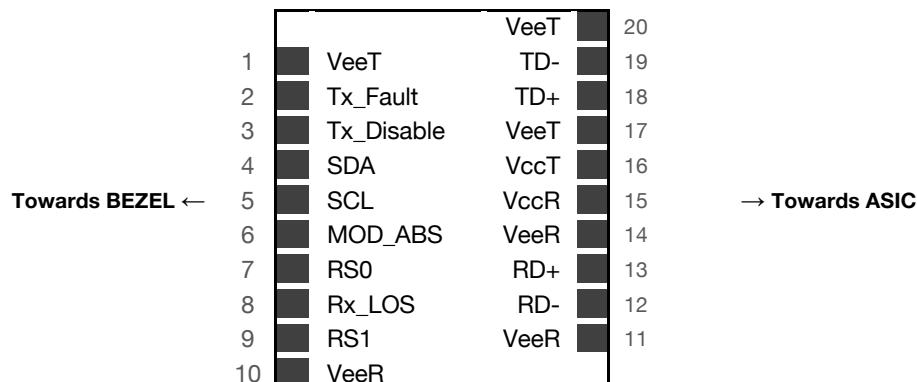 VeeT 20
1 VeeT TD- 19
2 Tx_Fault TD+ 18
3 Tx_Disable VeeT 17
4 SDA VccT 16
Towards BEZEL ← 5 SCL VccR 15 → Towards ASIC
6 MOD_ABS VeeR 14
7 RS0 RD+ 13
8 Rx_LOS RD- 12
9 RS1 VeeR 11
10 VeeR